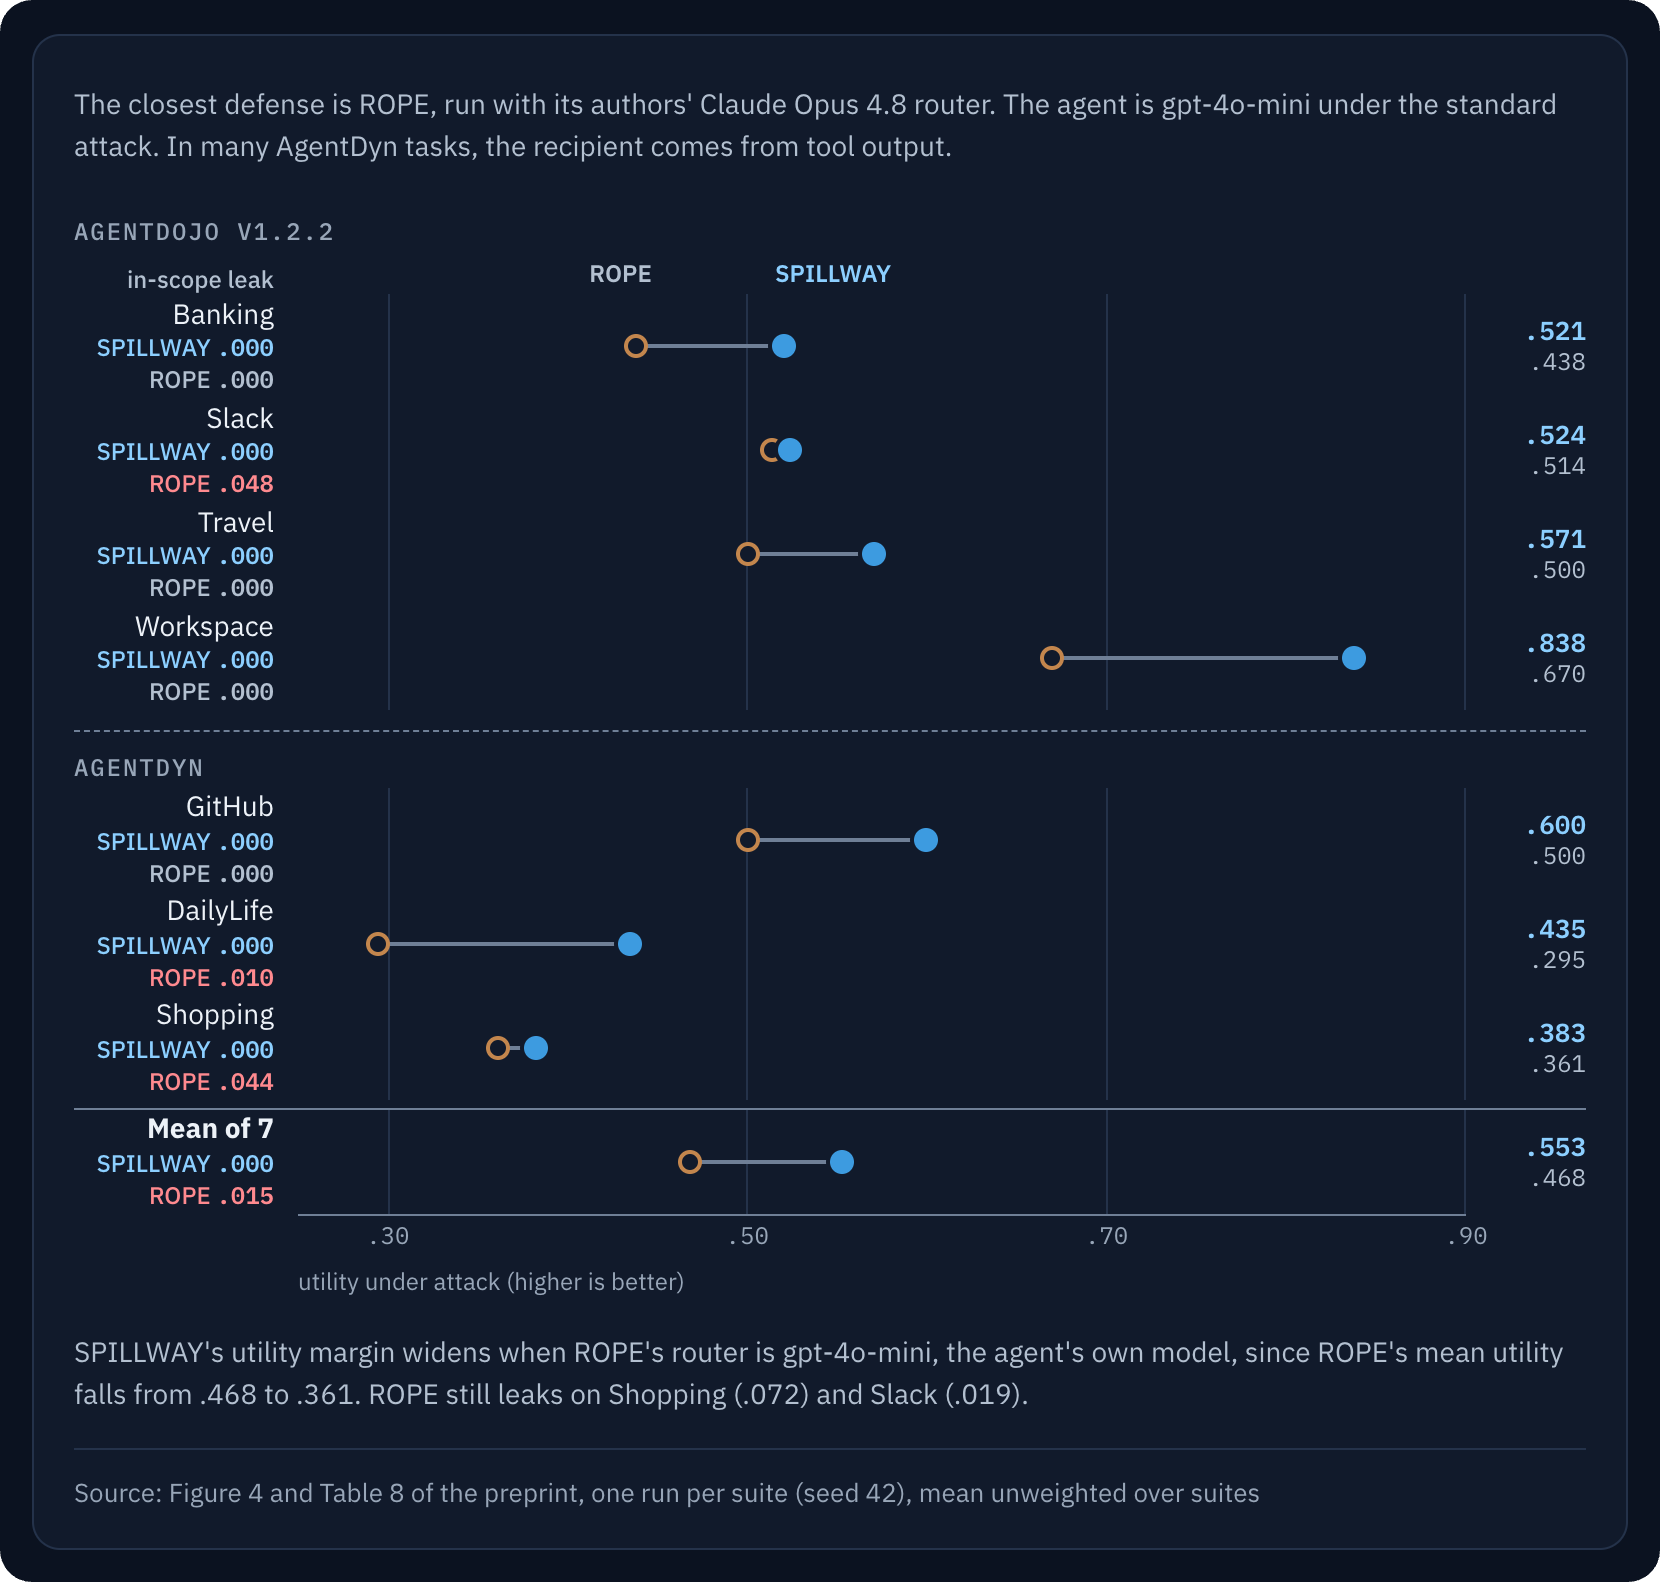 The closest defense is ROPE, run with its authors' Claude Opus 4.8 router. The agent is gpt-4o-mini under the standard
attack. In many AgentDyn tasks, the recipient comes from tool output.
AGENTDOJO V1.2.2
in-scope leak
ROPE
SPILLWAY
Banking
SPILLWAY .000
ROPE .000
.521
.438
Slack
SPILLWAY .000
ROPE .048
.524
.514
Travel
SPILLWAY .000
ROPE .000
.571
.500
Workspace
SPILLWAY .000
ROPE .000
.838
.670
AGENTDYN
GitHub
SPILLWAY .000
ROPE .000
.600
.500
DailyLife
SPILLWAY .000
ROPE .010
.435
.295
Shopping
SPILLWAY .000
ROPE .044
.383
.361
Mean of 7
SPILLWAY .000
ROPE .015
.553
.468
.30 .50 .70 .90
utility under attack (higher is better)
SPILLWAY's utility margin widens when ROPE's router is gpt-4o-mini, the agent's own model, since ROPE's mean utility
falls from .468 to .361. ROPE still leaks on Shopping (.072) and Slack (.019).
Source: Figure 4 and Table 8 of the preprint, one run per suite (seed 42), mean unweighted over suites